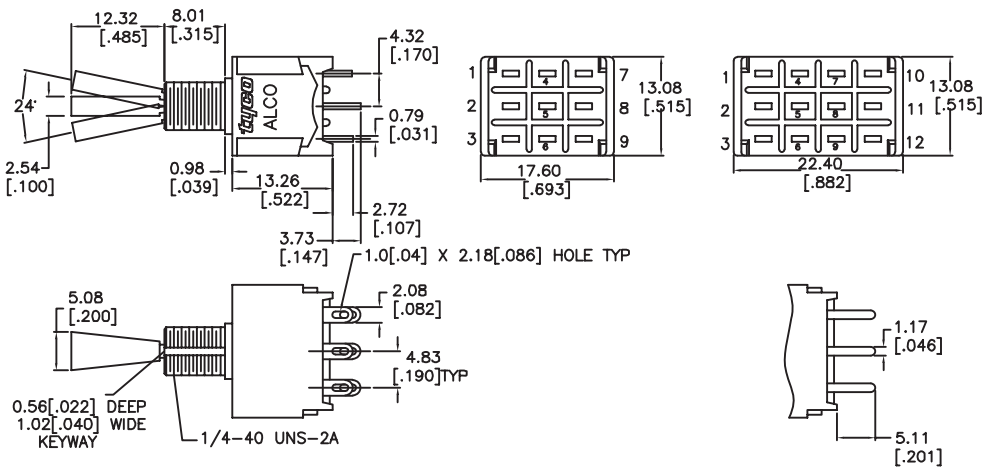 12.32
[.485]
8.01
[.315]
4.32
[.170]
24°
tyco
ALCO
0.79
[.031]
2.54
[.100]
0.98
[.039]
13.26
[.522]
2.72
[.107]
3.73
[.147]
1 4 7
2 5 8
3 6 9
13.08
[.515]
17.60
[.693]
1 4 7 10
2 5 8 11
3 6 9 12
13.08
[.515]
22.40
[.882]
1.0[.04] X 2.18[.086] HOLE TYP
5.08
[.200]
2.08
[.082]
4.83
[.190]TYP
0.56[.022] DEEP
1.02[.040] WIDE
KEYWAY
1/4-40 UNS-2A
1.17
[.046]
5.11
[.201]